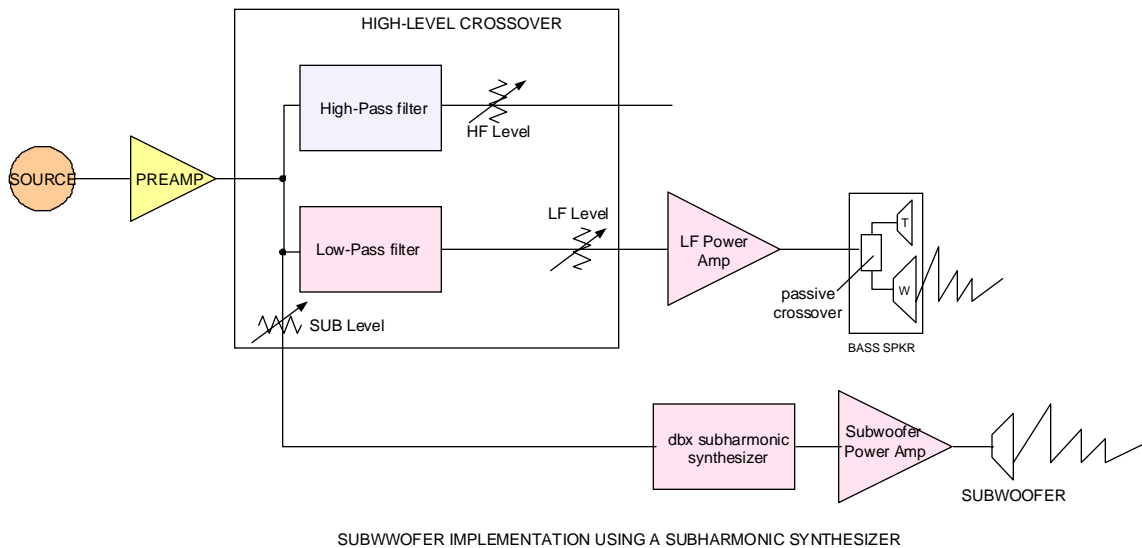 HIGH-LEVEL CROSSOVER
High-Pass filter
HF Level
SOURCE
PREAMP
LF Level
Low-Pass filter
LF Power
Amp
T
W
passive
crossover
BASS SPKR
SUB Level
dbx subharmonic
synthesizer
Subwoofer
Power Amp
SUBWOOFER
SUBWWOFER IMPLEMENTATION USING A SUBHARMONIC SYNTHESIZER